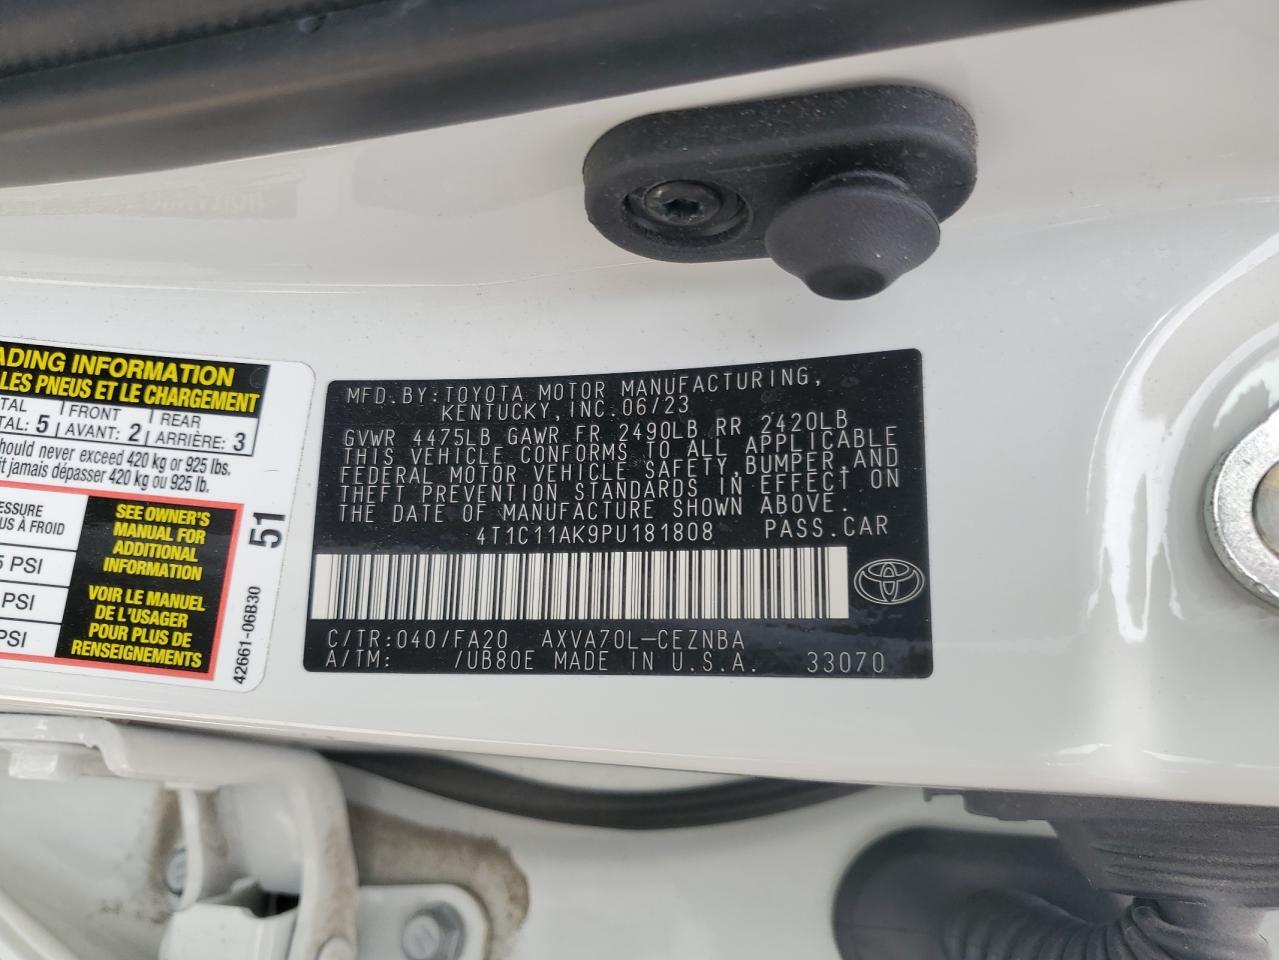 ADING INFORMATION
LES PNEUS ET LE CHARGEMENT
TAL 5 FRONT 2 REAR 3
TAL: AVANT: ARRIÈRE:
should never exceed 420 kg or 925 lbs.
it jamais dépasser 420 kg ou 925 lb.
ESSURE
US À FROID
5 PSI
PSI
PSI
SEE OWNER'S
MANUAL FOR
ADDITIONAL
INFORMATION
VOIR LE MANUEL
DE L'USAGER
POUR PLUS DE
RENSEIGNEMENTS
51
42661-06B30
MFD.BY:TOYOTA MOTOR MANUFACTURING,
KENTUCKY,INC.06/23
GVWR 4475LB GAWR FR 2490LB RR 2420LB
THIS VEHICLE CONFORMS TO ALL APPLICABLE
FEDERAL MOTOR VEHICLE SAFETY,BUMPER,AND
THEFT PREVENTION STANDARDS IN EFFECT ON
THE DATE OF MANUFACTURE SHOWN ABOVE.
4T1C11AK9PU181808 PASS.CAR
C/TR:040/FA20 AXVA70L-CEZNBA
A/TM: /UB80E MADE IN U.S.A. 33070